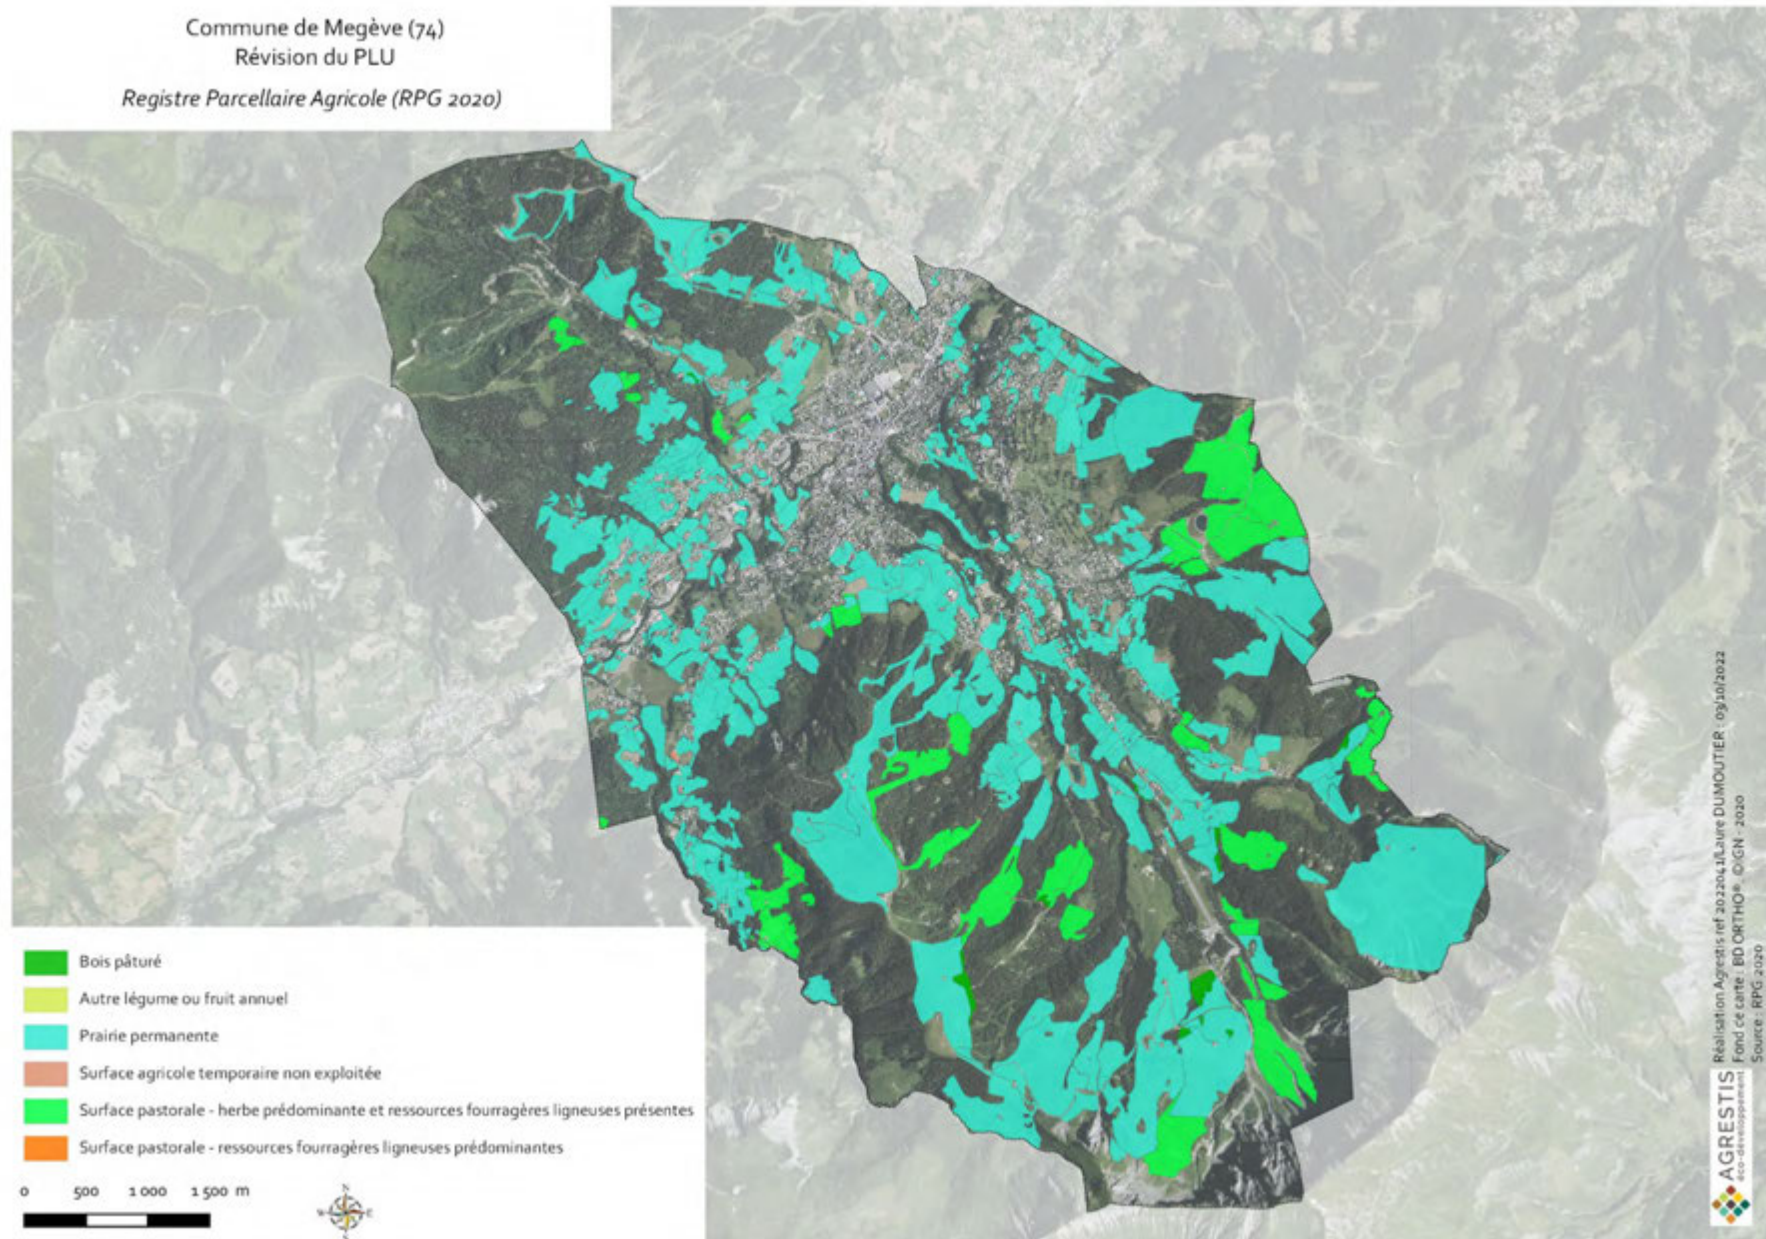 Commune de Megève (74)
Révision du PLU
Registre Parcellaire Agricole (RPG 2020)
Bois pâturé
Autre légume ou fruit annuel
Prairie permanente
Surface agricole temporaire non exploitée
Surface pastorale - herbe prédominante et ressources fourragères ligneuses présentes
Surface pastorale - ressources fourragères ligneuses prédominantes
0 500 1 000 1 500 m
N
W E
Réalisation Agrestis ref 2022041/Laure DUMOUTIER - 03/10/2022
Fond de carte : BD ORTHO®, ©IGN - 2020
Source : RPG 2020
AGRESTIS
éco-développement